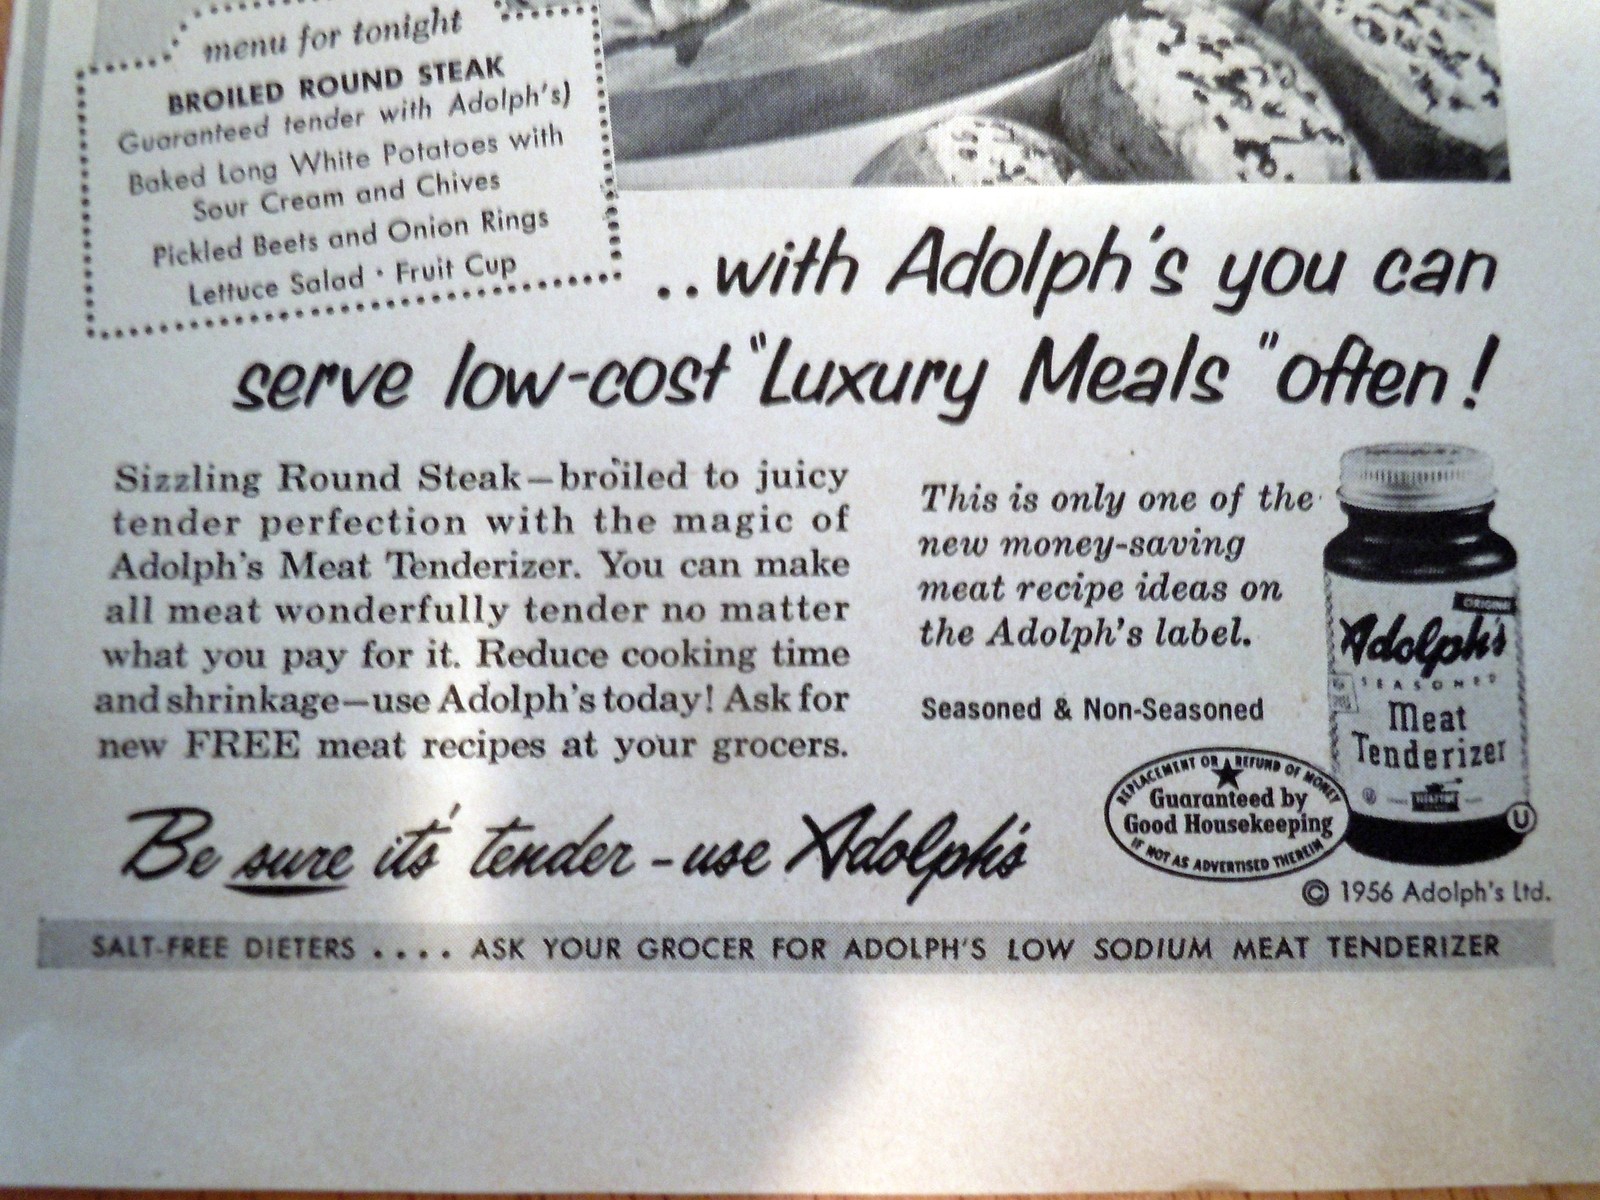 menu for tonight
BROILED ROUND STEAK
Guaranteed tender with Adolph's)
Baked Long White Potatoes with
Sour Cream and Chives
Pickled Beets and Onion Rings
Lettuce Salad · Fruit Cup
..with Adolph's you can
serve low-cost "Luxury Meals" often!
Sizzling Round Steak—broiled to juicy
tender perfection with the magic of
Adolph's Meat Tenderizer. You can make
all meat wonderfully tender no matter
what you pay for it. Reduce cooking time
and shrinkage—use Adolph's today! Ask for
new FREE meat recipes at your grocers.
This is only one of the
new money-saving
meat recipe ideas on
the Adolph's label.
Seasoned & Non-Seasoned
ORIGINAL
Adolph's
SEASONED
Meat
Tenderizer
U
REPLACEMENT OR REFUND OF MONEY
Guaranteed by
Good Housekeeping
IF NOT AS ADVERTISED THEREIN
Be sure it's tender - use Adolph's
© 1956 Adolph's Ltd.
SALT-FREE DIETERS .... ASK YOUR GROCER FOR ADOLPH'S LOW SODIUM MEAT TENDERIZER